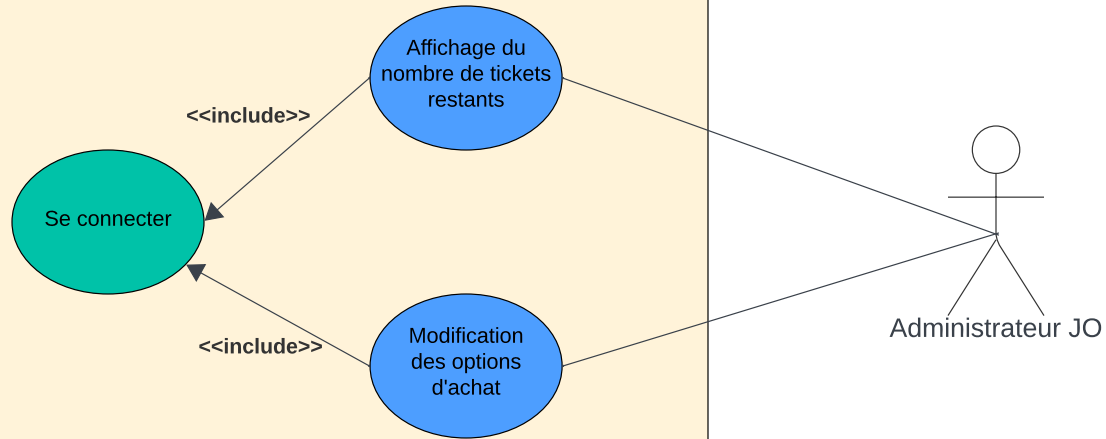 Affichage du
nombre de tickets
restants
<<include>>
Se connecter
Administrateur JO
<<include>>
Modification
des options
d'achat